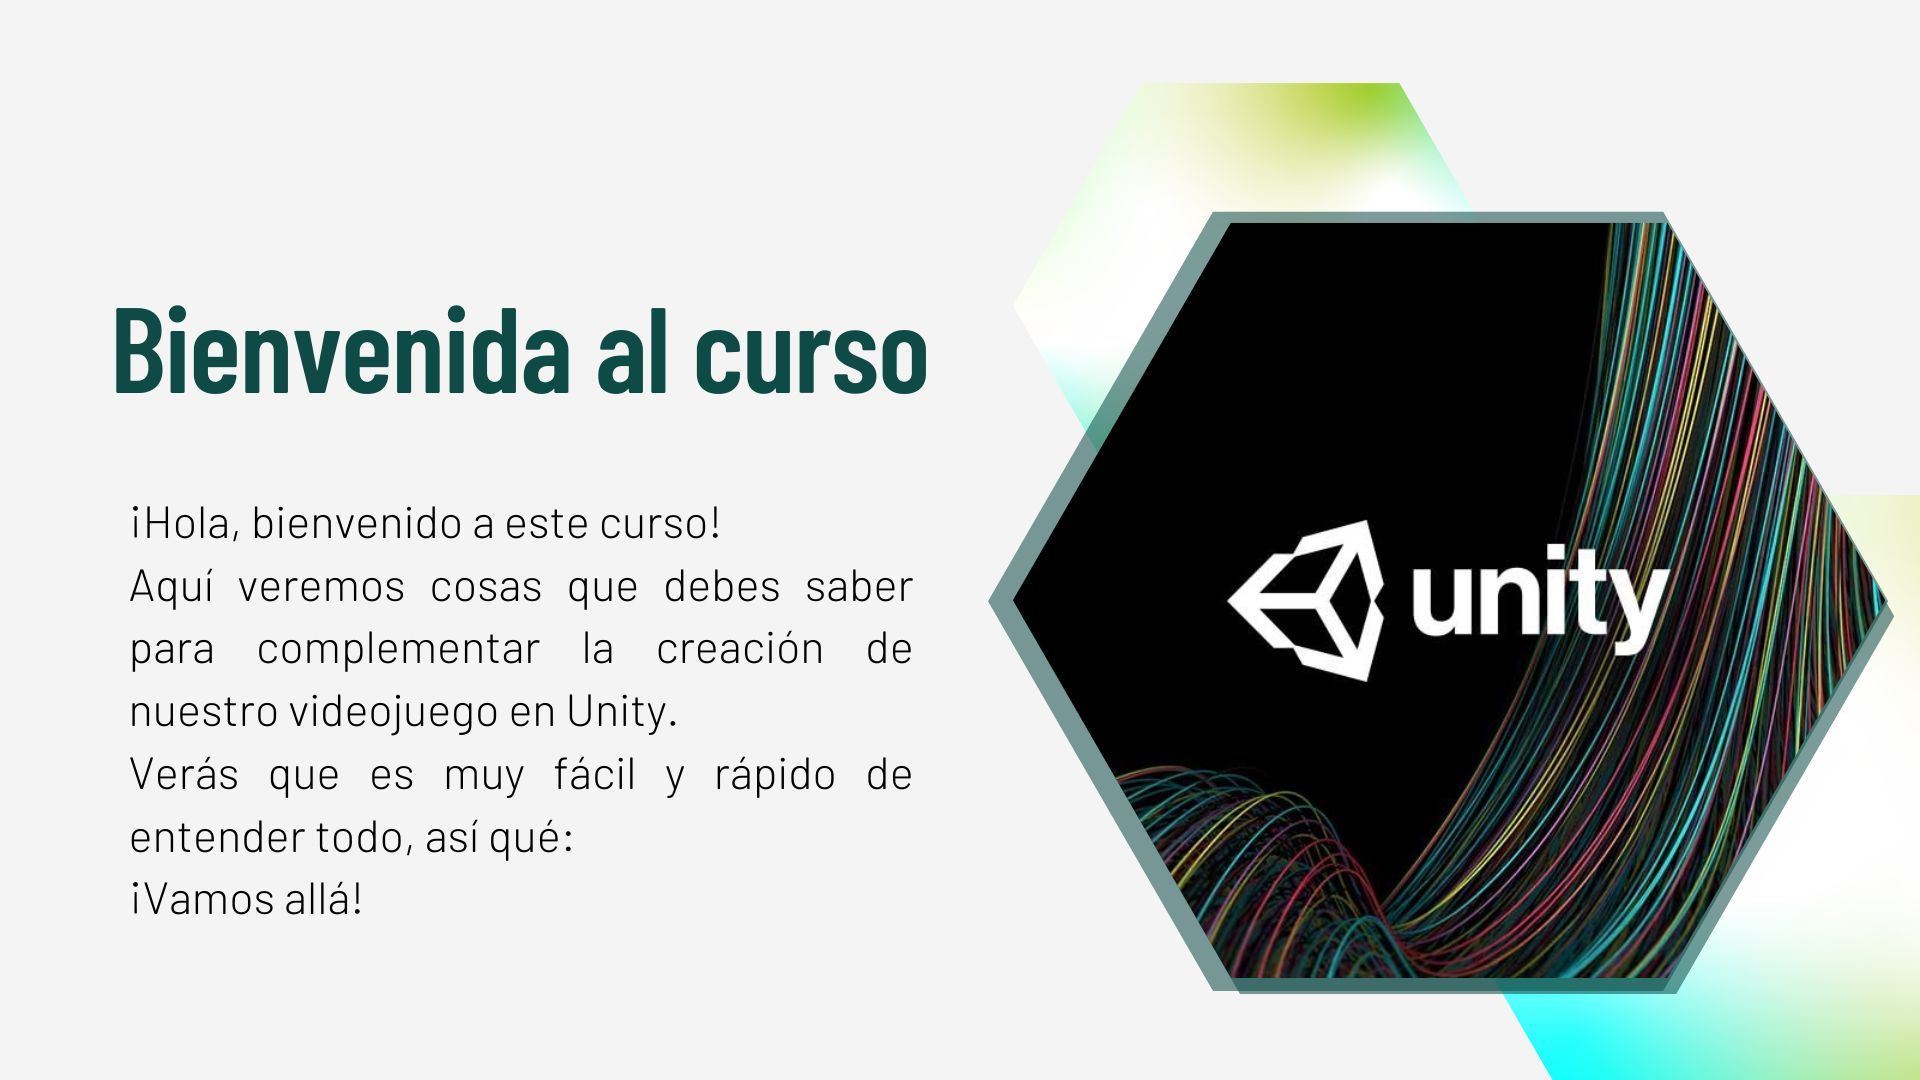 Bienvenida al curso
¡Hola, bienvenido a este curso!
Aquí veremos cosas que debes saber
para complementar la creación de
nuestro videojuego en Unity.
Verás que es muy fácil y rápido de
entender todo, así qué:
¡Vamos allá!
unity